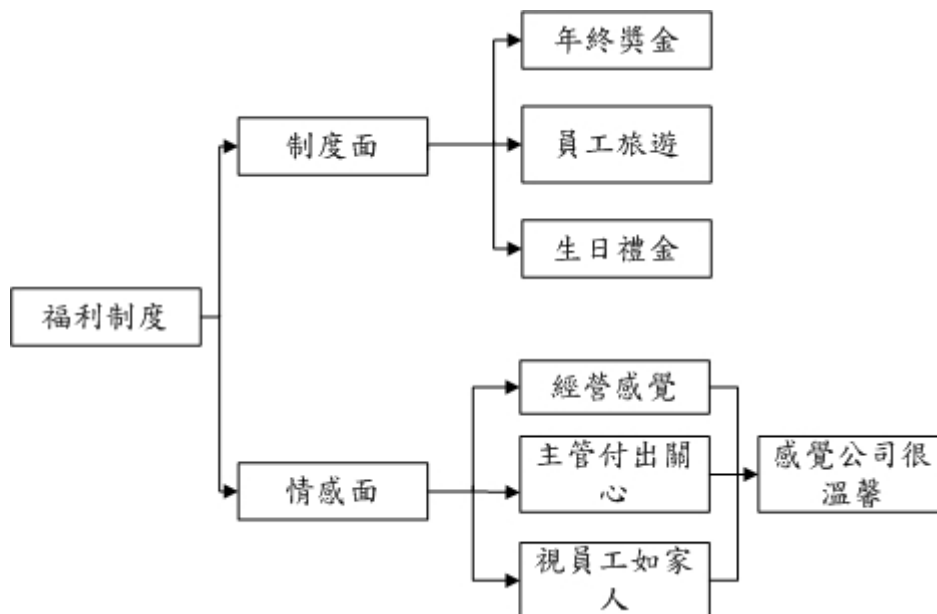 年終獎金
制度面
員工旅遊
生日禮金
福利制度
經營感覺
主管付出關
心
感覺公司很
溫馨
情感面
視員工如家
人